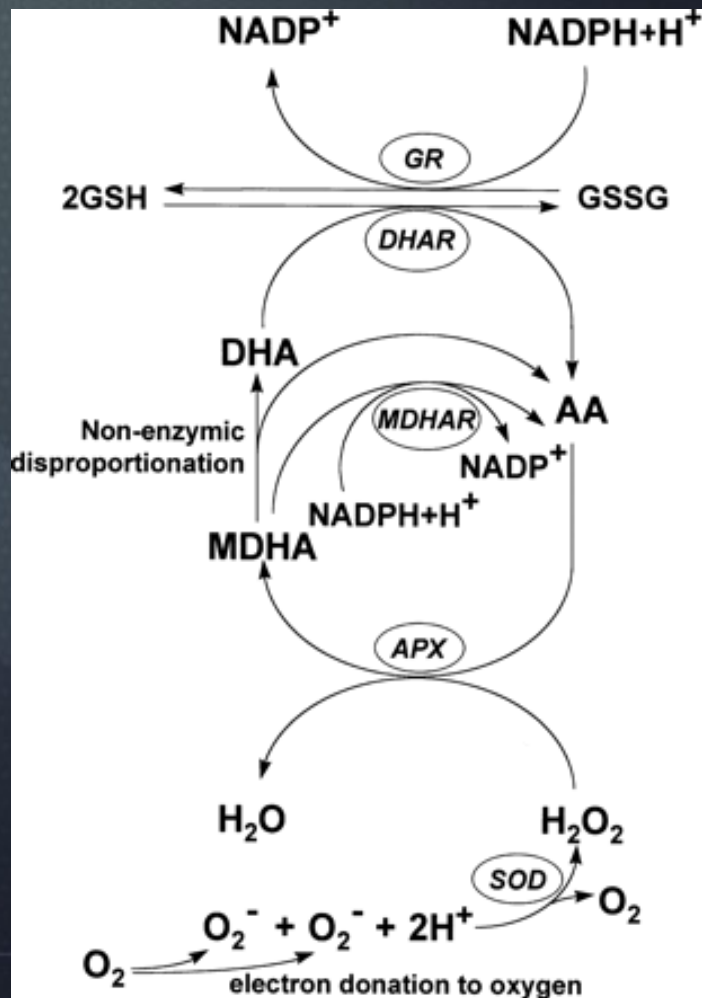 NADP⁺ NADPH+H⁺
GR
2GSH GSSG
DHAR
DHA
AA
MDHAR
Non-enzymic
disproportionation
NADP⁺
NADPH+H⁺
MDHA
APX
H₂O H₂O₂
SOD
O₂
O₂⁻ + O₂⁻ + 2H⁺
O₂
electron donation to oxygen